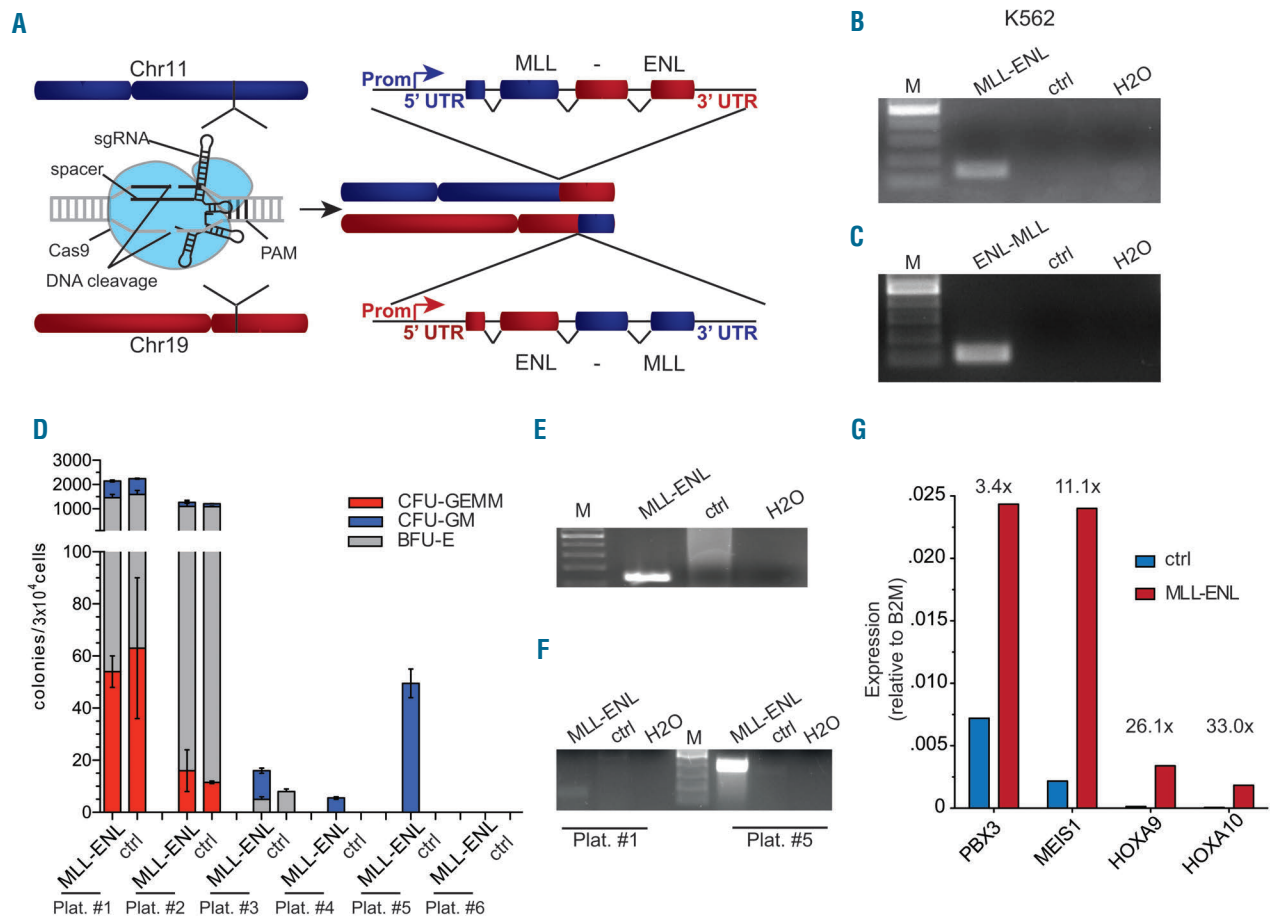 A
Chr11
sgRNA
spacer
Cas9
PAM
DNA cleavage
Chr19
MLL - ENL
Prom
5' UTR
3' UTR
Prom
5' UTR
3' UTR
ENL - MLL
B
K562
M
MLL-ENL
ctrl
H2O
C
M
ENL-MLL
ctrl
H2O
D
colonies/3x10⁴cells
3000
2000
1000
100
80
60
40
20
0
CFU-GEMM
CFU-GM
BFU-E
MLL-ENL
ctrl
MLL-ENL
ctrl
MLL-ENL
ctrl
MLL-ENL
ctrl
MLL-ENL
ctrl
MLL-ENL
ctrl
Plat. #1
Plat. #2
Plat. #3
Plat. #4
Plat. #5
Plat. #6
E
M
MLL-ENL
ctrl
H2O
F
MLL-ENL
ctrl
H2O
M
MLL-ENL
ctrl
H2O
Plat. #1
Plat. #5
G
Expression
(relative to B2M)
.025
.020
.015
.010
.005
0
3.4x
11.1x
26.1x
33.0x
ctrl
MLL-ENL
PBX3
MEIS1
HOXA9
HOXA10